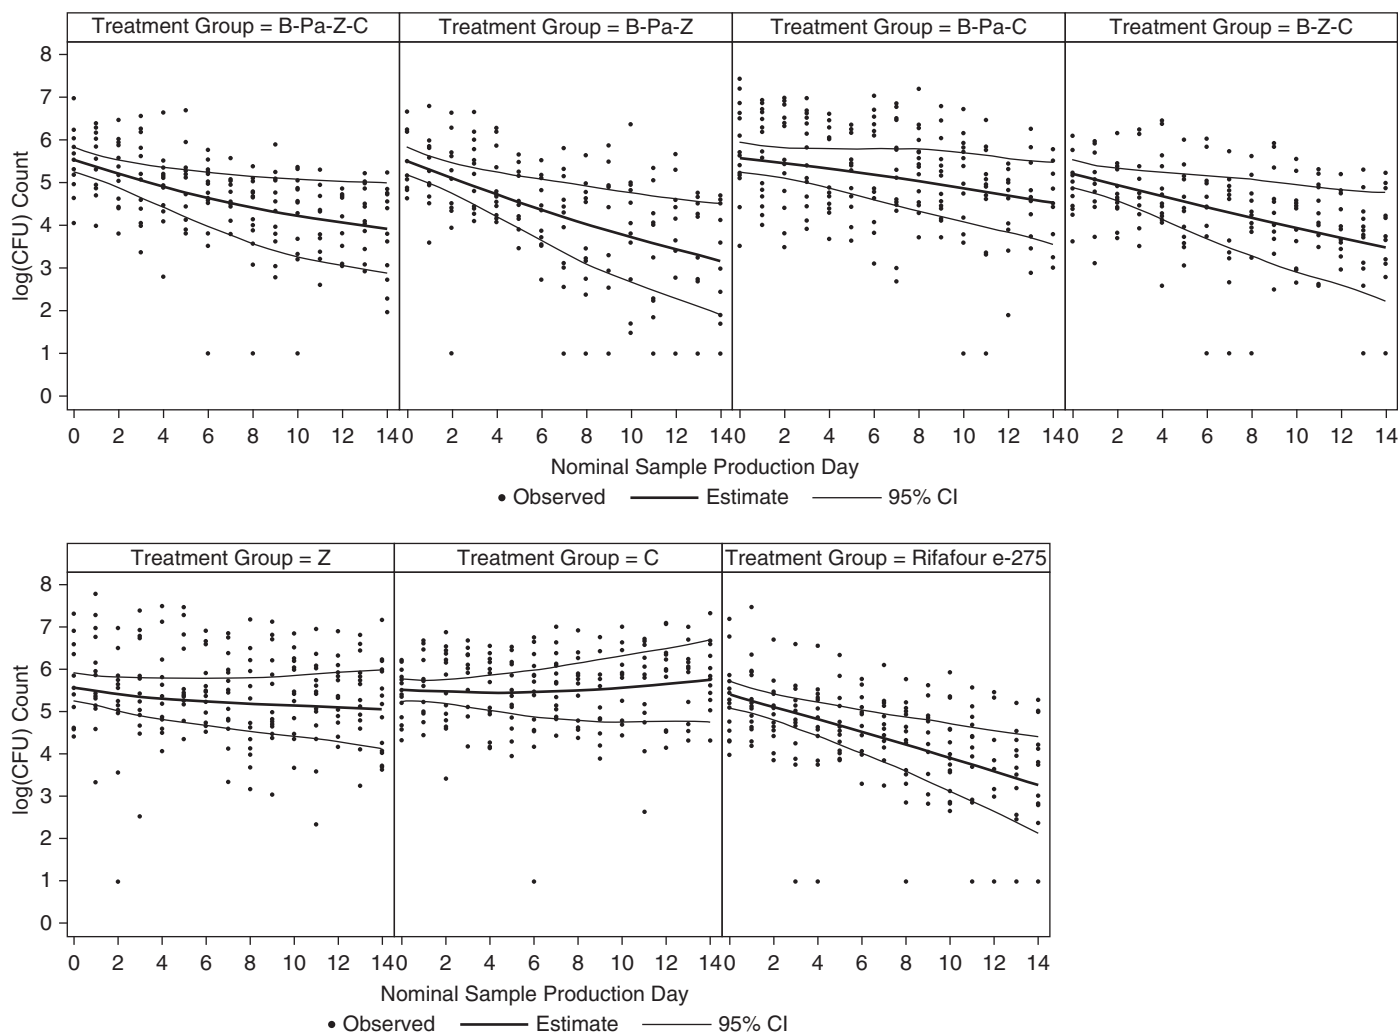 Treatment Group = B-Pa-Z-C Treatment Group = B-Pa-Z Treatment Group = B-Pa-C Treatment Group = B-Z-C
8
7
6
5
4
3
2
1
0
log(CFU) Count
0 2 4 6 8 10 12 14 0 2 4 6 8 10 12 14 0 2 4 6 8 10 12 14 0 2 4 6 8 10 12 14
Nominal Sample Production Day
Observed Estimate 95% CI
Treatment Group = Z Treatment Group = C Treatment Group = Rifafour e-275
8
7
6
5
4
3
2
1
0
log(CFU) Count
0 2 4 6 8 10 12 14 0 2 4 6 8 10 12 14 0 2 4 6 8 10 12 14
Nominal Sample Production Day
Observed Estimate 95% CI